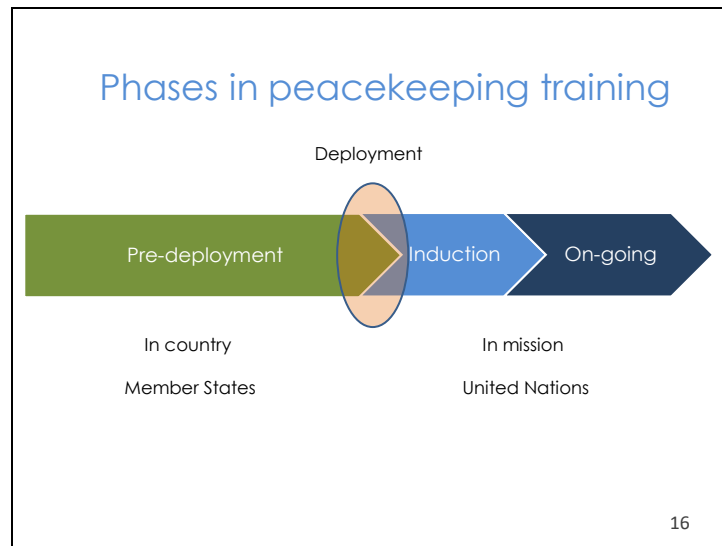 Phases in peacekeeping training
Deployment
Pre-deployment
Induction
On-going
In country
In mission
Member States
United Nations
16